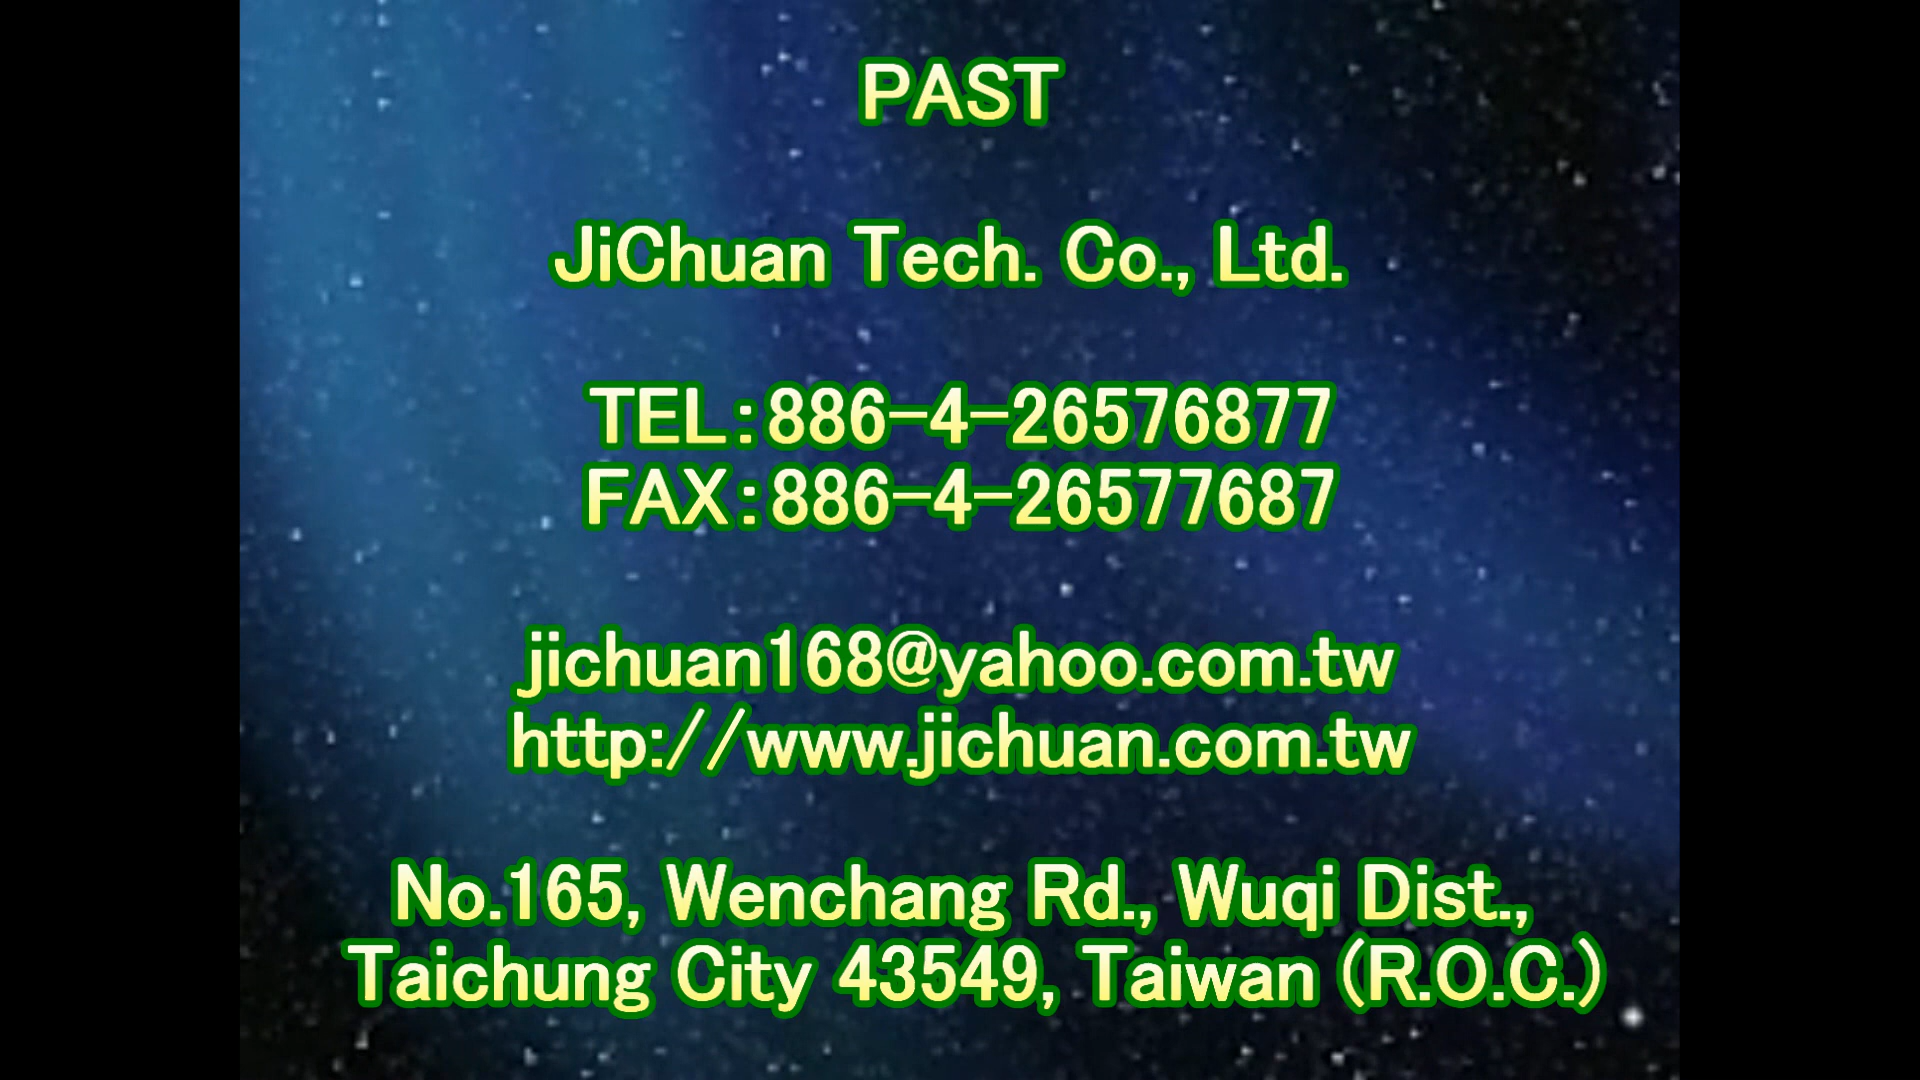 PAST
JiChuan Tech. Co., Ltd.
TEL:886-4-26576877
FAX:886-4-26577687
jichuan168@yahoo.com.tw
http://www.jichuan.com.tw
No.165, Wenchang Rd., Wuqi Dist.,
Taichung City 43549, Taiwan (R.O.C.)